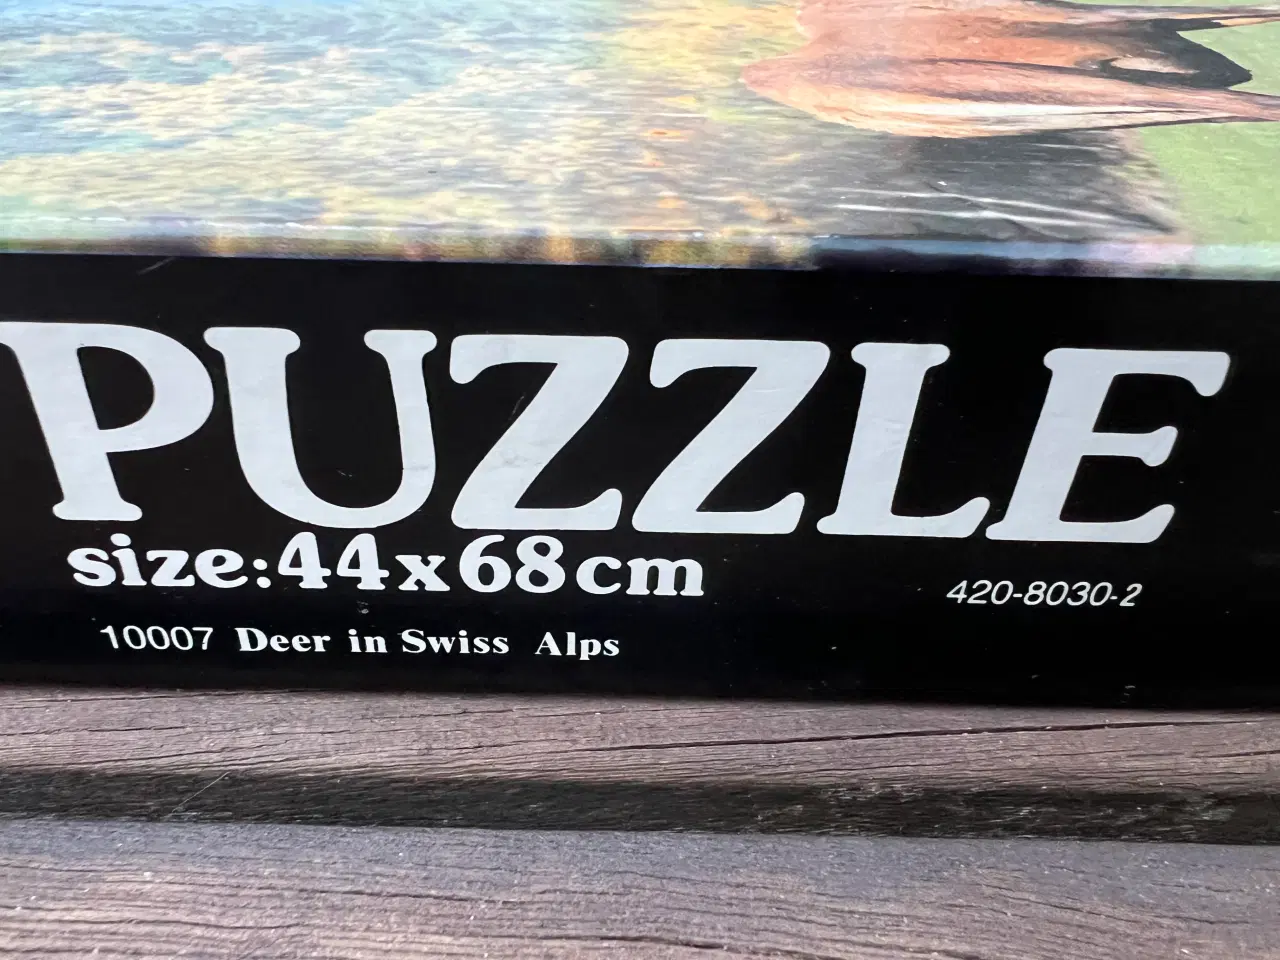 PUZZLE
size:44x68cm
420-8030-2
10007 Deer in Swiss Alps